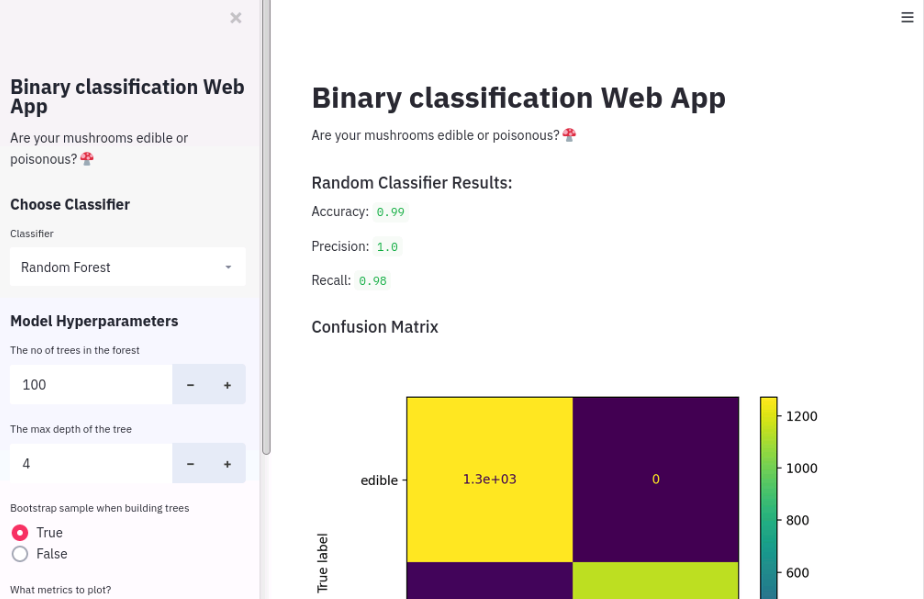 ×
Binary classification Web
App
Are your mushrooms edible or
poisonous? 🍄
Choose Classifier
Classifier
Random Forest
Model Hyperparameters
The no of trees in the forest
100
−
+
The max depth of the tree
4
−
+
Bootstrap sample when building trees
True
False
What metrics to plot?
Binary classification Web App
Are your mushrooms edible or poisonous? 🍄
Random Classifier Results:
Accuracy: 0.99
Precision: 1.0
Recall: 0.98
Confusion Matrix
edible
1.3e+03
0
True label
1200
1000
800
600